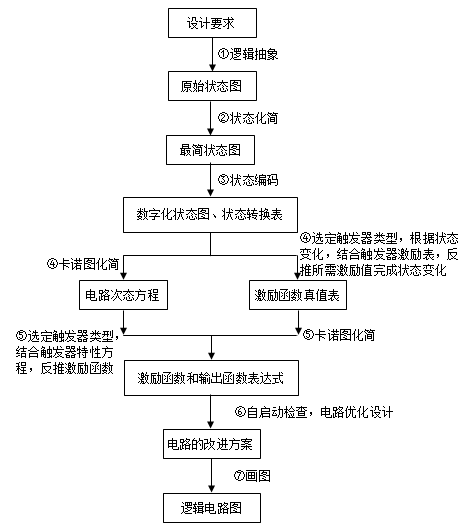 设计要求
①逻辑抽象
原始状态图
②状态化简
最简状态图
③状态编码
数字化状态图、状态转换表
④卡诺图化简
④选定触发器类型，根据状态
变化，结合触发器激励表，反
推所需激励值完成状态变化
电路次态方程
激励函数真值表
⑤选定触发器类型，
结合触发器特性方
程，反推激励函数
⑤卡诺图化简
激励函数和输出函数表达式
⑥自启动检查，电路优化设计
电路的改进方案
⑦画图
逻辑电路图